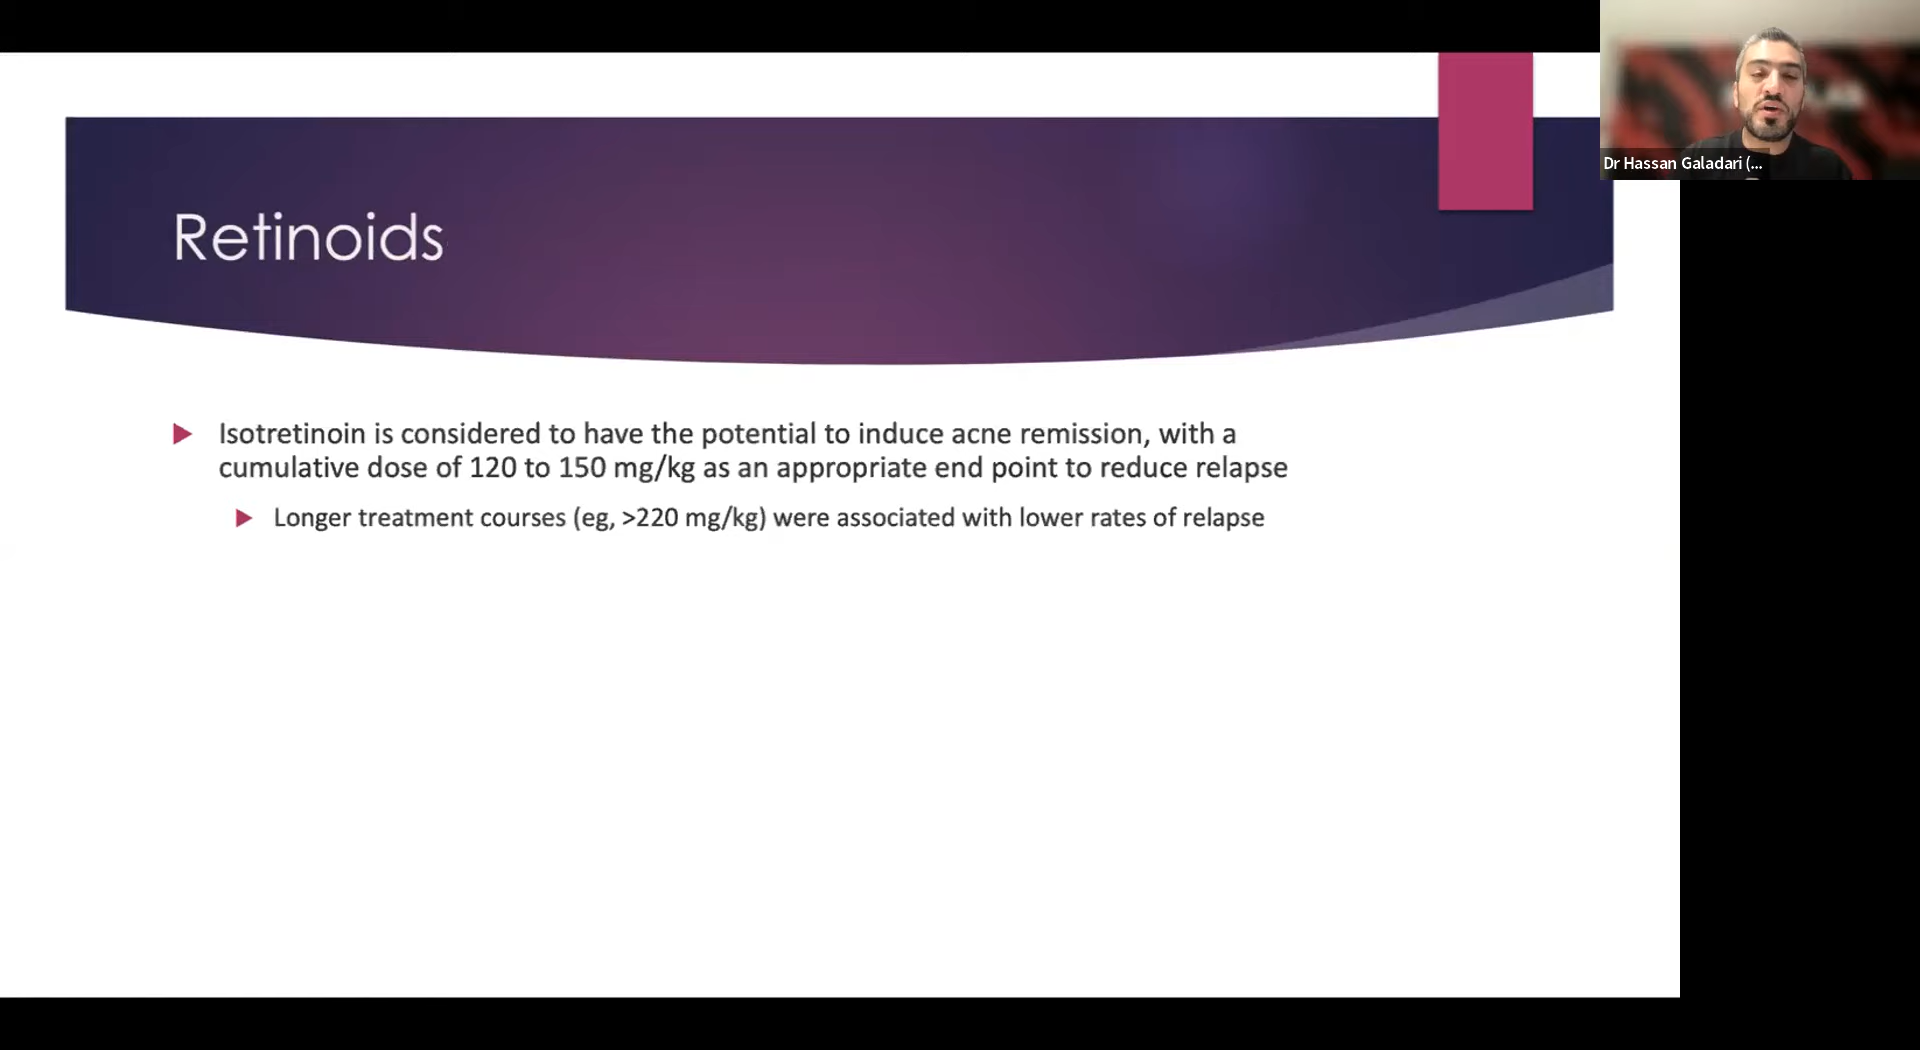 Retinoids
Isotretinoin is considered to have the potential to induce acne remission, with a
cumulative dose of 120 to 150 mg/kg as an appropriate end point to reduce relapse
Longer treatment courses (eg, >220 mg/kg) were associated with lower rates of relapse
Dr Hassan Galadari (...